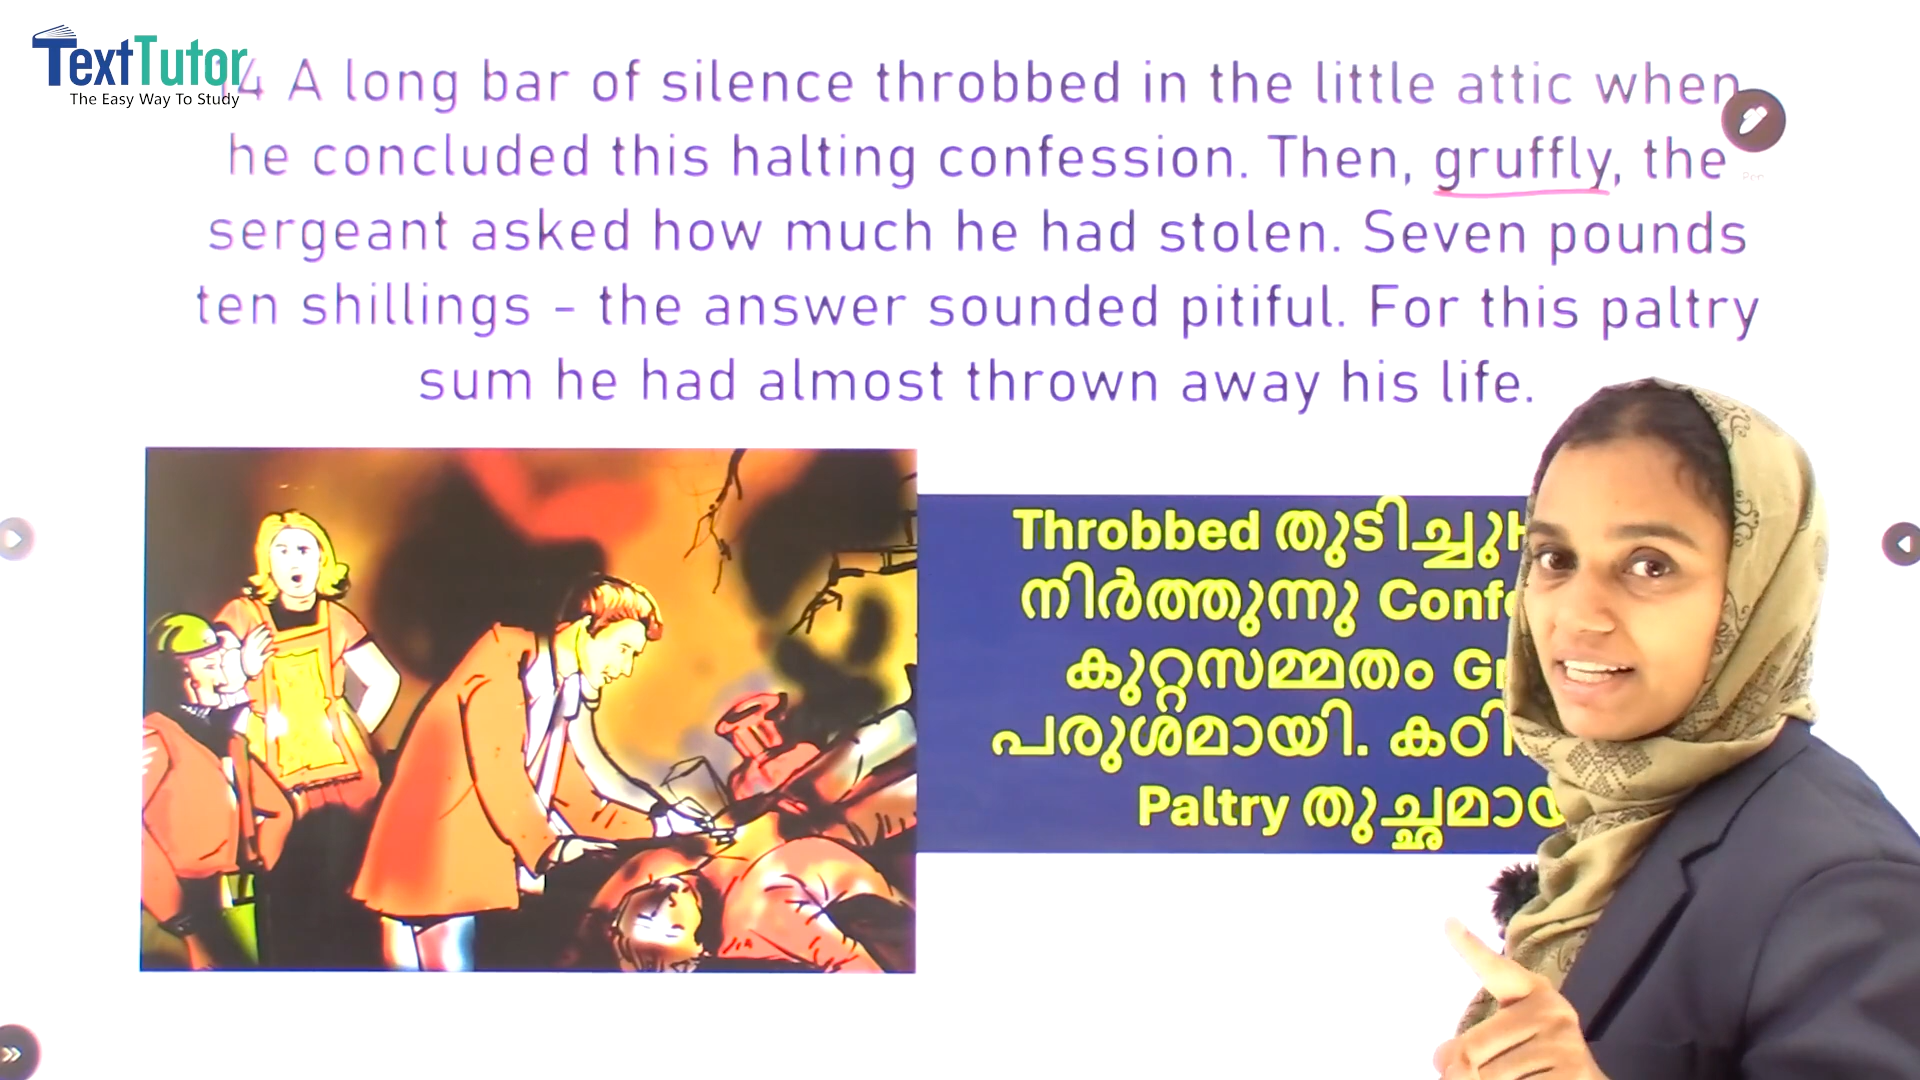 TextTutor
The Easy Way To Study
14 A long bar of silence throbbed in the little attic when
he concluded this halting confession. Then, gruffly, the
sergeant asked how much he had stolen. Seven pounds
ten shillings - the answer sounded pitiful. For this paltry
sum he had almost thrown away his life.
Throbbed തുടിച്ചു
നിർത്തുന്നു
കുറ്റസമ്മതം
പരുശമായി.
Paltry